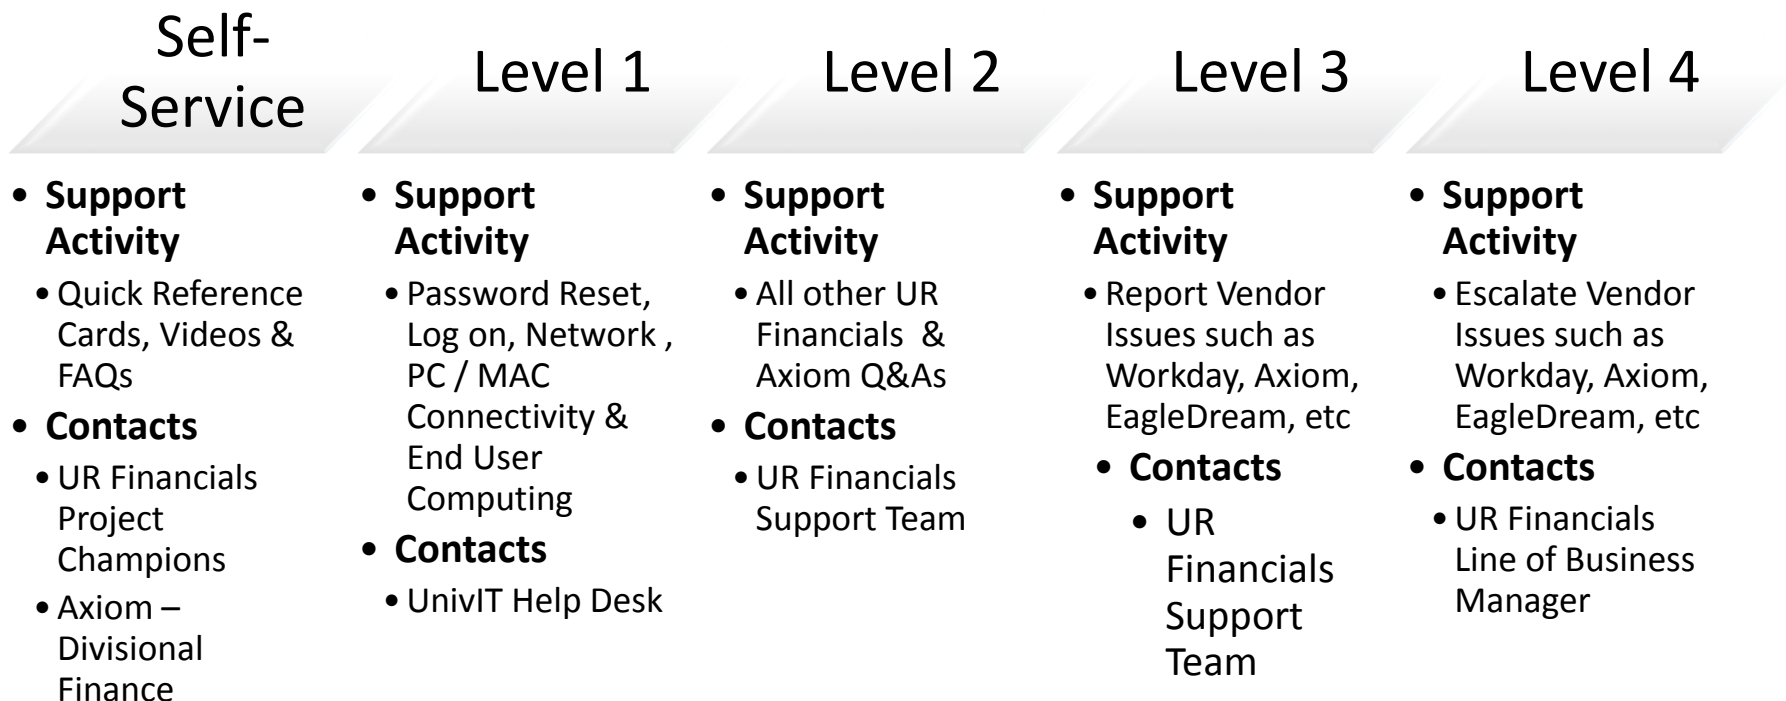 Self-
Service
Level 1
Level 2
Level 3
Level 4
• Support
Activity
• Quick Reference
Cards, Videos &
FAQs
• Contacts
• UR Financials
Project
Champions
• Axiom –
Divisional
Finance
• Support
Activity
• Password Reset,
Log on, Network ,
PC / MAC
Connectivity &
End User
Computing
• Contacts
• UnivIT Help Desk
• Support
Activity
• All other UR
Financials  &
Axiom Q&As
• Contacts
• UR Financials
Support Team
• Support
Activity
• Report Vendor
Issues such as
Workday, Axiom,
EagleDream, etc
• Contacts
• UR
Financials
Support
Team
• Support
Activity
• Escalate Vendor
Issues such as
Workday, Axiom,
EagleDream, etc
• Contacts
• UR Financials
Line of Business
Manager